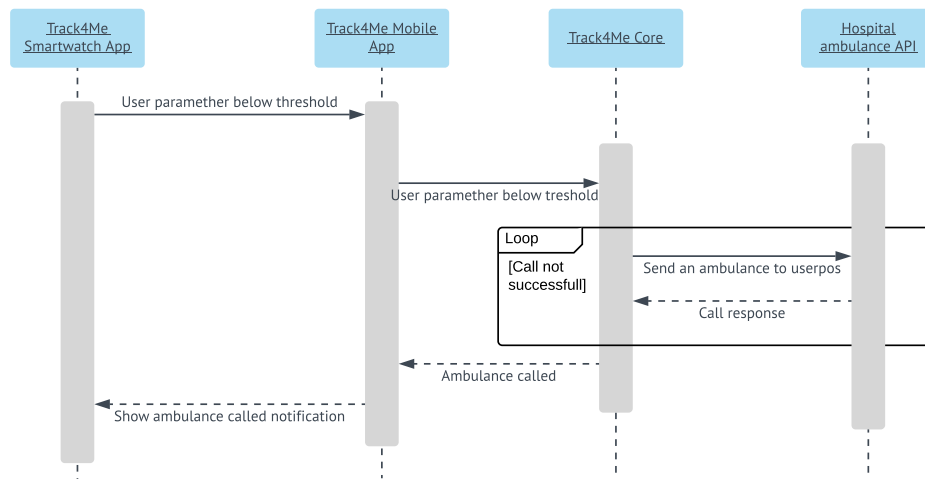 Track4Me
Smartwatch App
Track4Me Mobile
App
Track4Me Core
Hospital
ambulance API
User paramether below threshold
User paramether below treshold
Loop
[Call not
successfull]
Send an ambulance to userpos
Call response
Ambulance called
Show ambulance called notification